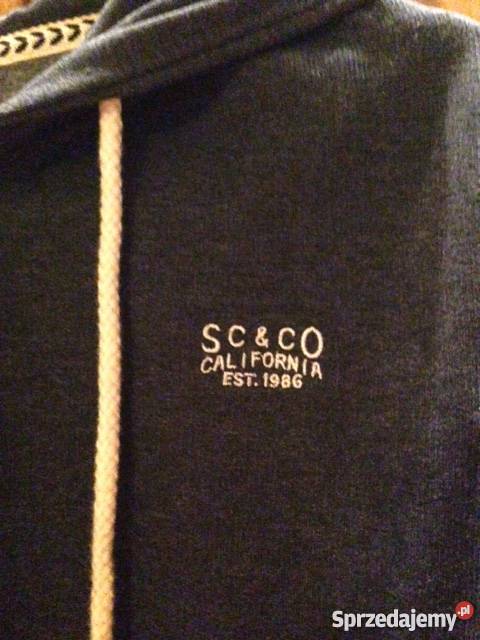 SC & CO
CALIFORNIA
EST. 1986
Sprzedajemy.pl